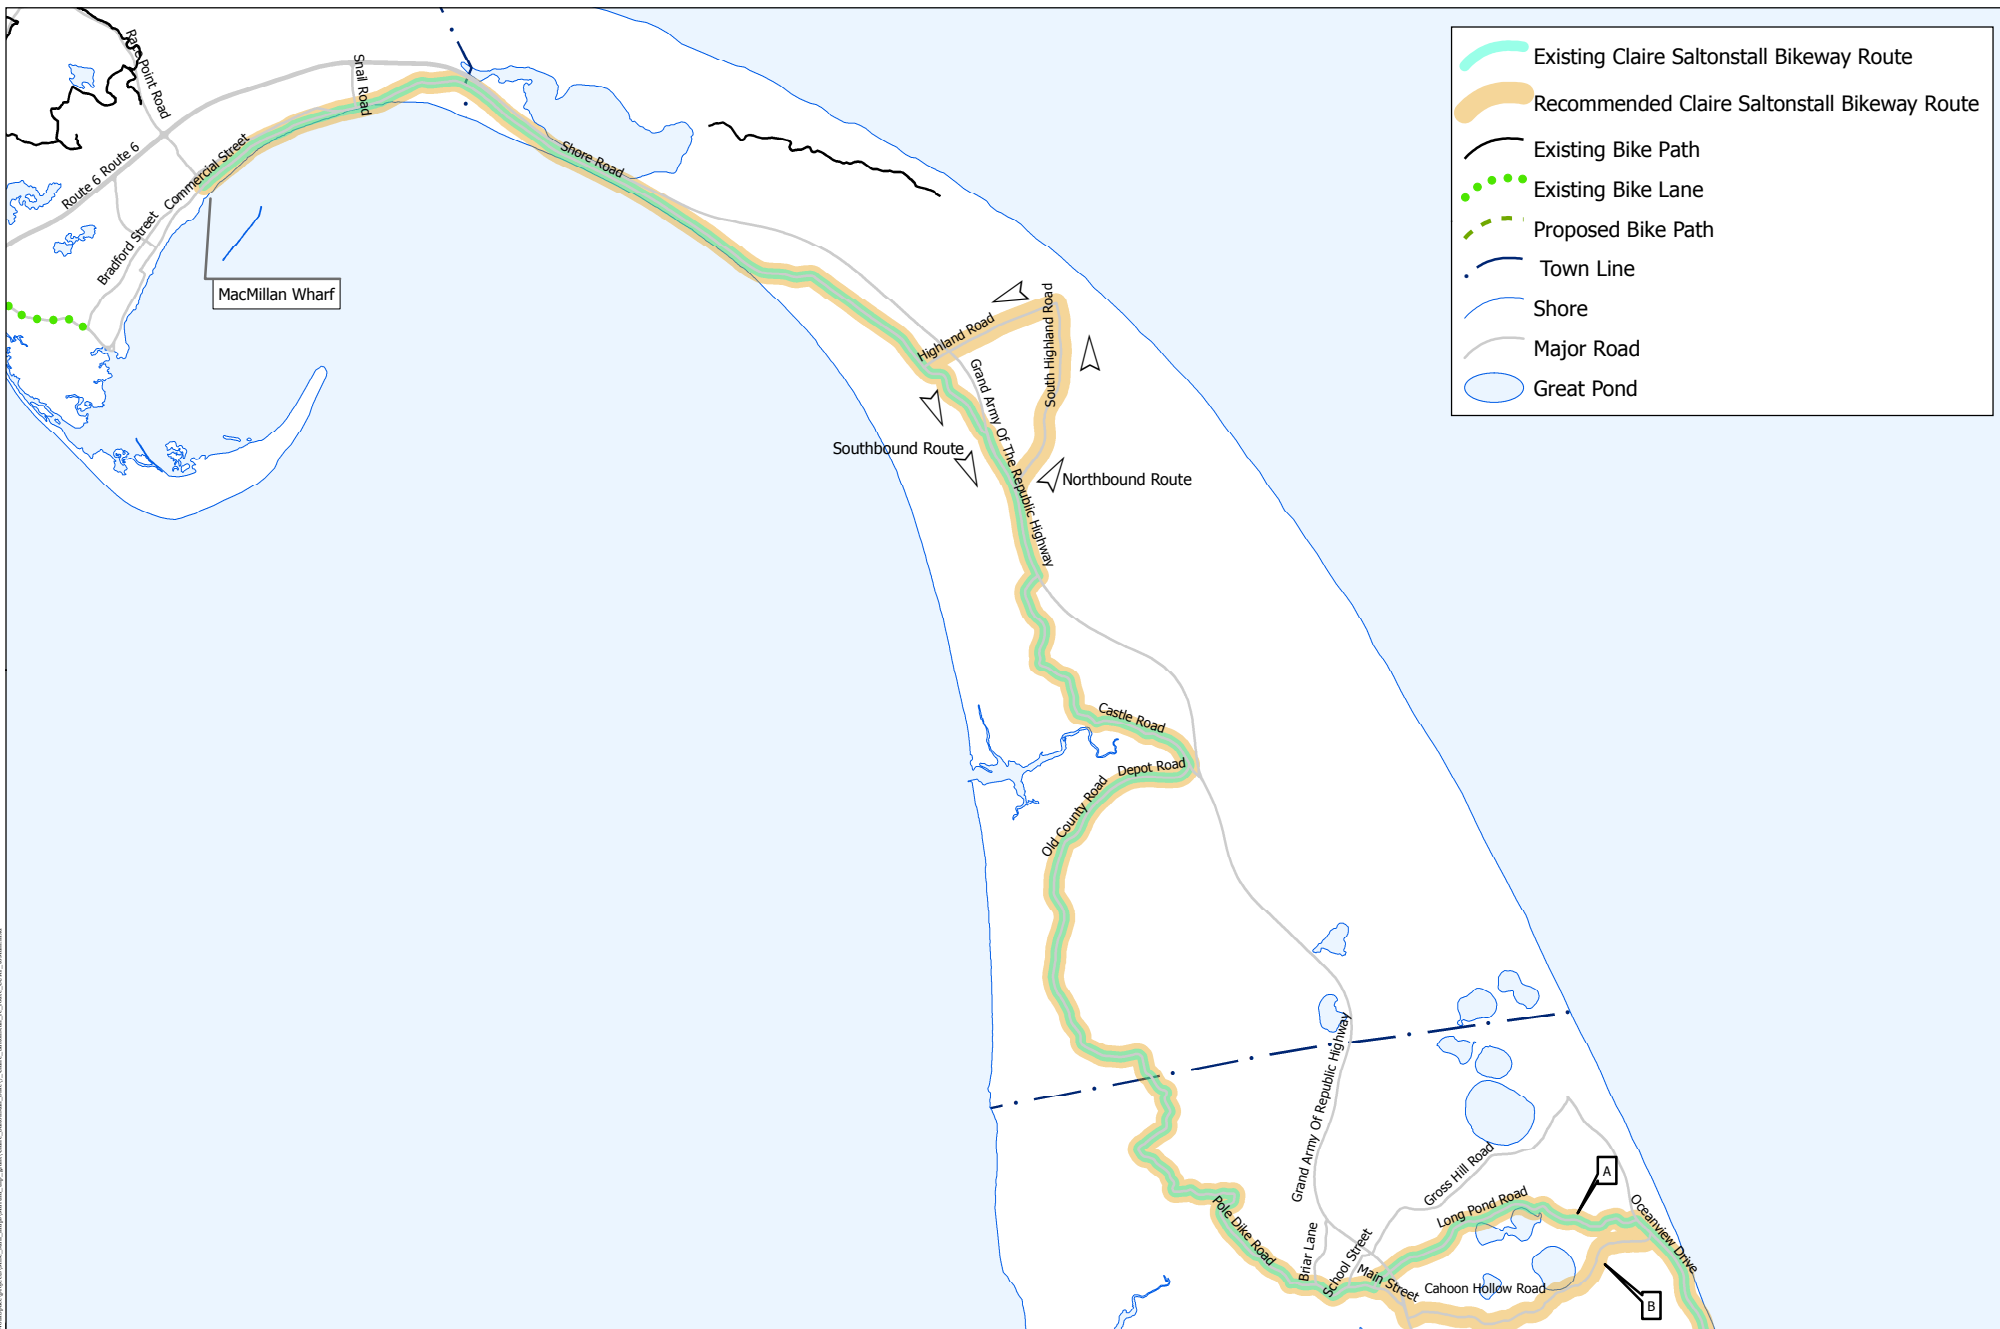 Existing Claire Saltonstall Bikeway Route
Recommended Claire Saltonstall Bikeway Route
Existing Bike Path
Existing Bike Lane
Proposed Bike Path
Town Line
Shore
Major Road
Great Pond
Race Point Road
Snail Road
Route 6 Route 6
Commercial Street
Bradford Street
MacMillan Wharf
Shore Road
Highland Road
South Highland Road
Grand Army Of The Republic Highway
Southbound Route
Northbound Route
Castle Road
Depot Road
Old County Road
Grand Army Of Republic Highway
Gross Hill Road
A
Long Pond Road
Oceanview Drive
Pole Dike Road
Briar Lane
School Street
Main Street
Cahoon Hollow Road
B